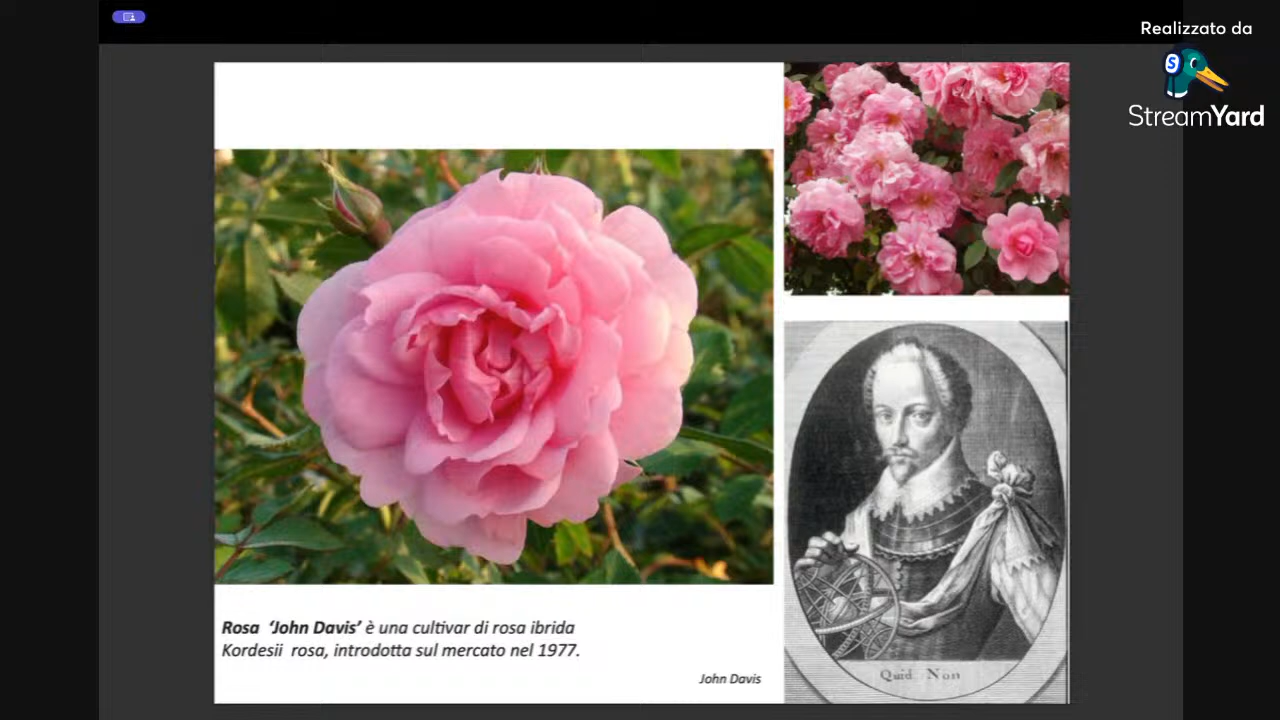 Realizzato da
StreamYard
Rosa ‘John Davis’ è una cultivar di rosa ibrida
Kordesii rosa, introdotta sul mercato nel 1977.
John Davis
Quid Non